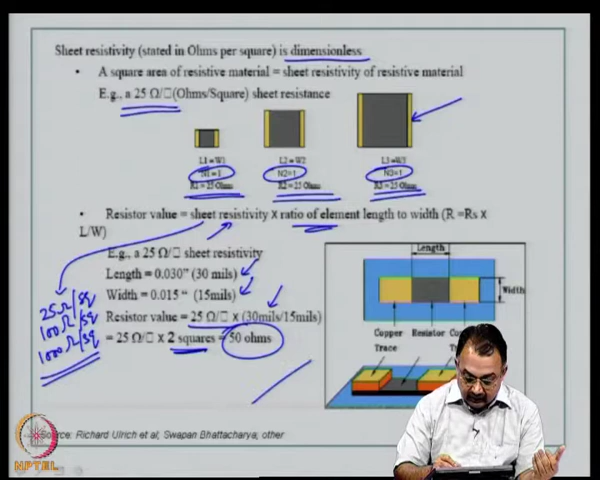 Sheet resistivity (stated in Ohms per square) is dimensionless
• A square area of resistive material = sheet resistivity of resistive material
E.g., a 25 Ω/□(Ohms/Square) sheet resistance
L1 = W1 L2 = W2 L3 = W3
N1 = 1 N2=1 N3=1
R1 = 25 Ohms R2 = 25 Ohms R3 = 25 Ohms
• Resistor value = sheet resistivity X ratio of element length to width (R =Rs X
L/W)
E.g., a 25 Ω/□ sheet resistivity
Length = 0.030" (30 mils)
Width = 0.015" (15mils)
Resistor value = 25 Ω/□ x (30mils/15mils)
= 25 Ω/□ x 2 squares = 50 ohms
25 Ω/sq
100 Ω/sq
1000 Ω/sq
Length
Width
Copper Resistor
Trace
Source: Richard Ulrich et al, Swapan Bhattacharya; other
NPTEL